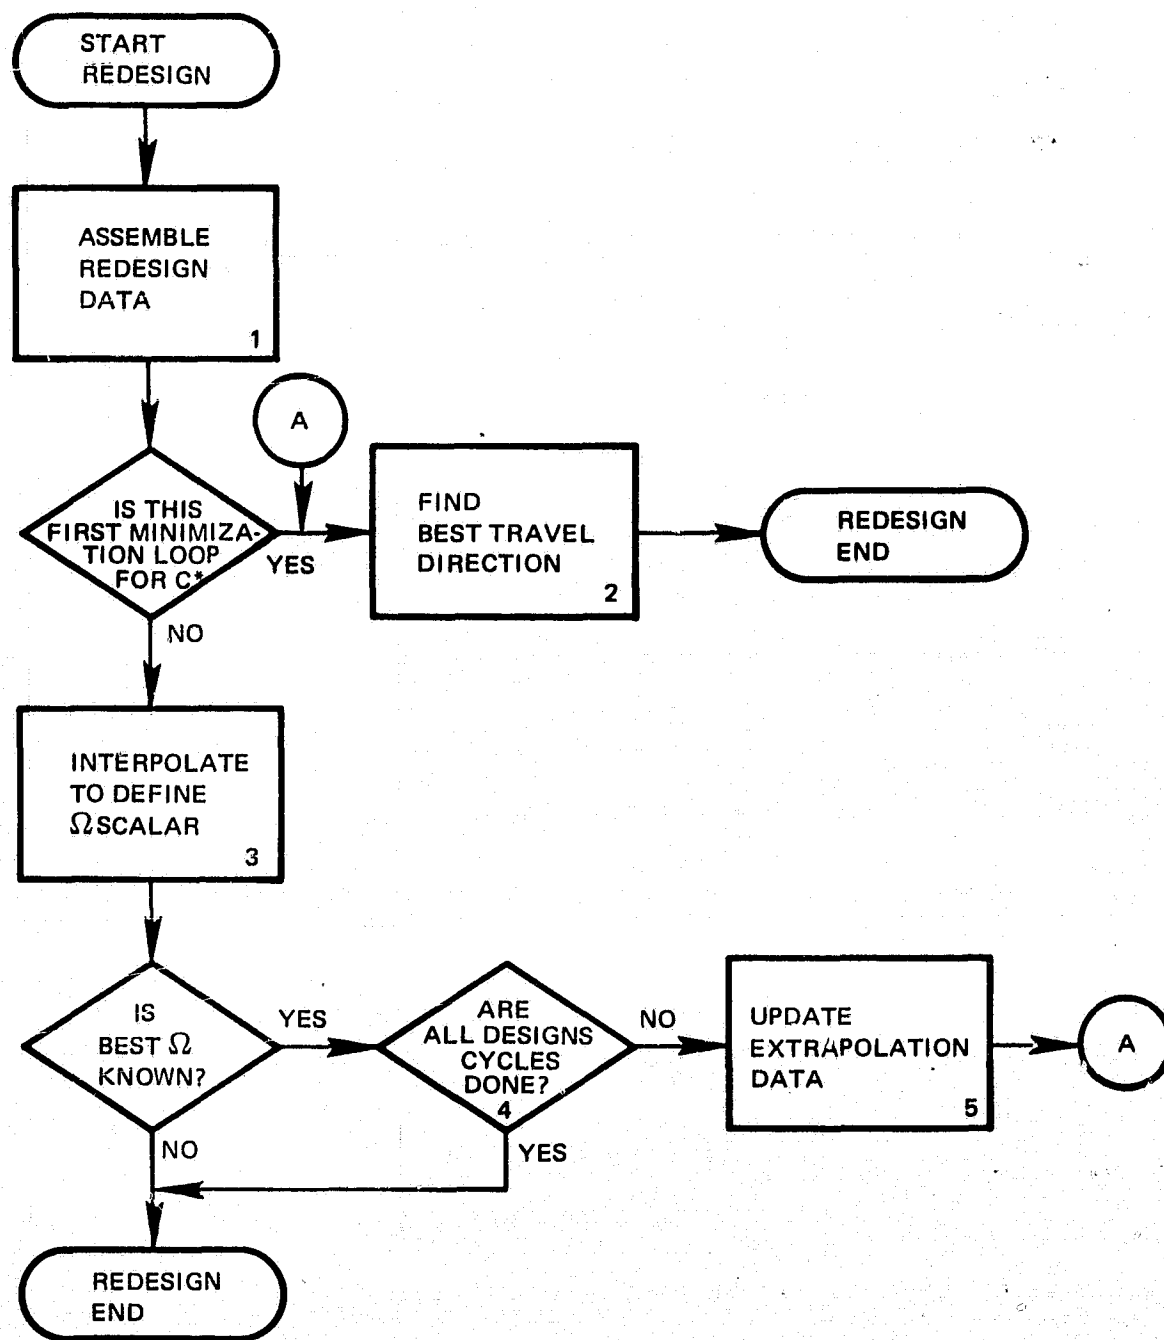 START
REDESIGN
ASSEMBLE
REDESIGN
DATA
1
A
IS THIS
FIRST MINIMIZA-
TION LOOP
FOR C*
YES
NO
FIND
BEST TRAVEL
DIRECTION
2
REDESIGN
END
INTERPOLATE
TO DEFINE
Ω SCALAR
3
IS
BEST Ω
KNOWN?
YES
NO
ARE
ALL DESIGNS
CYCLES
DONE?
4
NO
YES
UPDATE
EXTRAPOLATION
DATA
5
A
REDESIGN
END